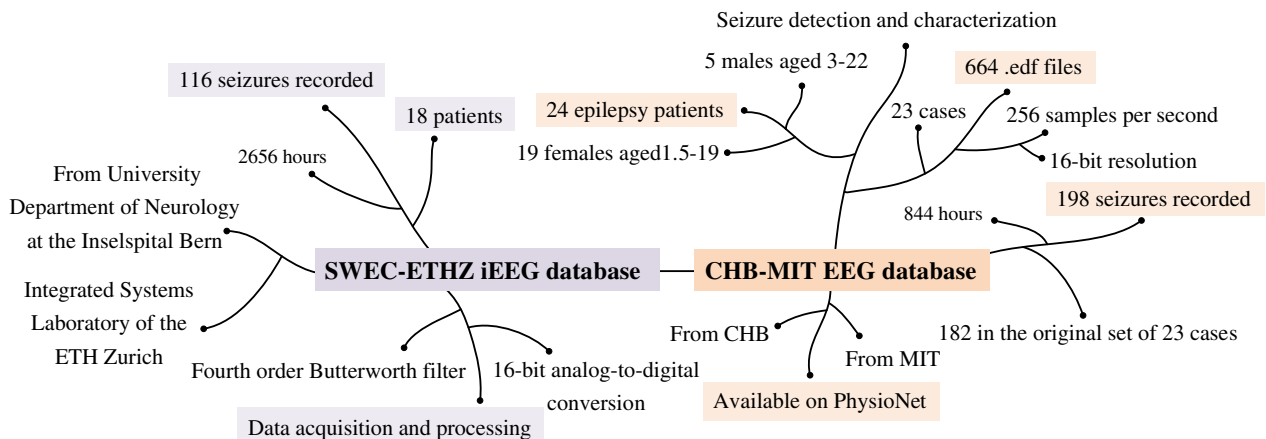 Seizure detection and characterization
5 males aged 3-22
664 .edf files
116 seizures recorded
24 epilepsy patients
23 cases
18 patients
256 samples per second
19 females aged1.5-19
2656 hours
16-bit resolution
From University
Department of Neurology
at the Inselspital Bern
844 hours
198 seizures recorded
SWEC-ETHZ iEEG database
CHB-MIT EEG database
Integrated Systems
Laboratory of the
ETH Zurich
From CHB
182 in the original set of 23 cases
From MIT
Fourth order Butterworth filter
16-bit analog-to-digital
conversion
Available on PhysioNet
Data acquisition and processing